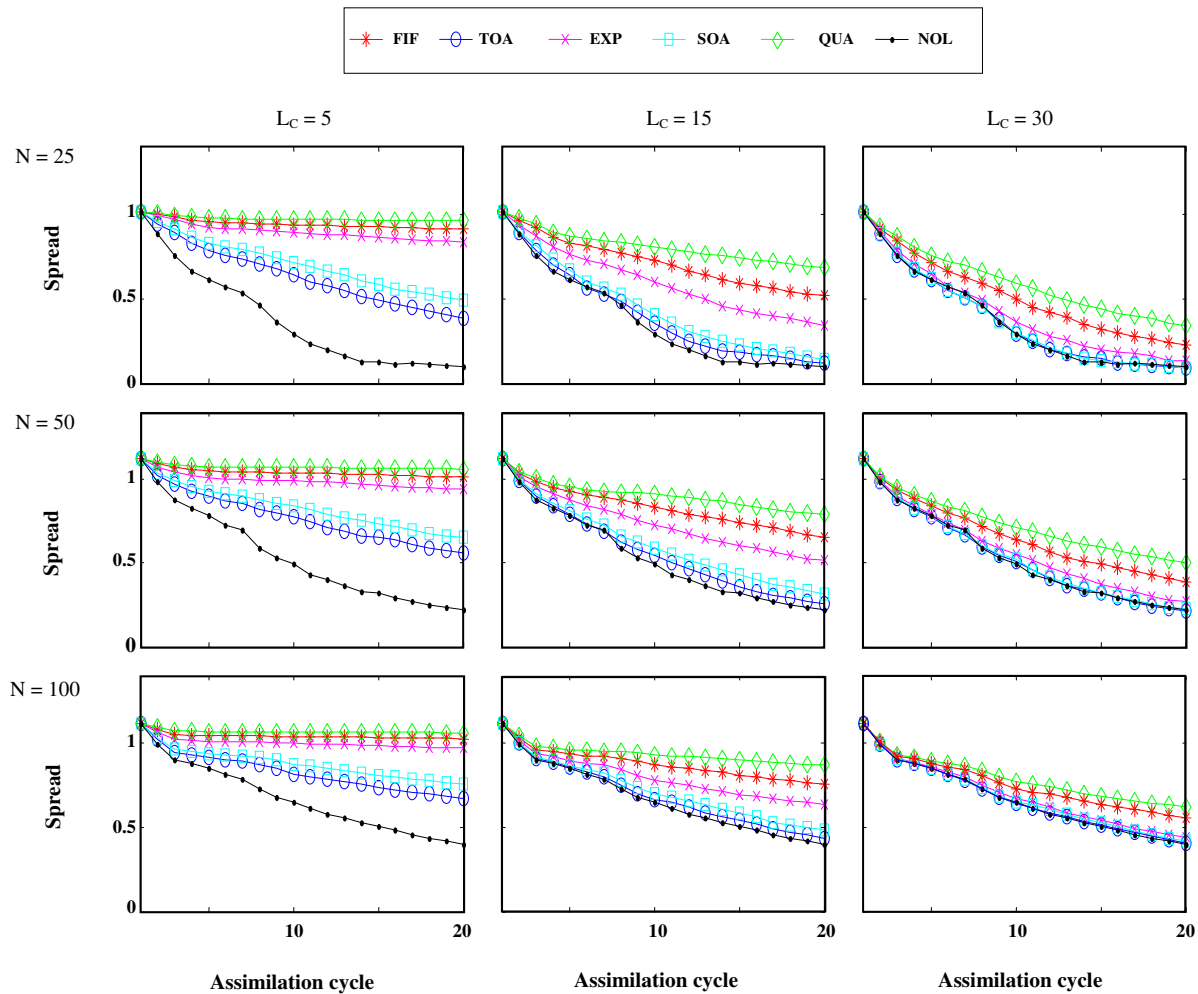 FIF TOA EXP SOA QUA NOL
L_C = 5 L_C = 15 L_C = 30
N = 25
1
0.5
0
Spread
N = 50
1
0.5
0
Spread
N = 100
1
0.5
0
Spread
10 20 10 20 10 20
Assimilation cycle Assimilation cycle Assimilation cycle